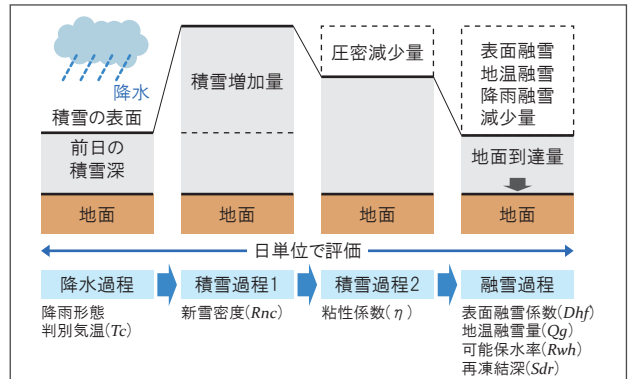 降水
積雪の表面
前日の
積雪深
地面
積雪増加量
地面
圧密減少量
地面
表面融雪
地温融雪
降雨融雪
減少量
地面到達量
地面
日単位で評価
降水過程
積雪過程1
積雪過程2
融雪過程
降雨形態
判別気温(Tc)
新雪密度(Rnc)
粘性係数(η)
表面融雪係数(Dhf)
地温融雪量(Qg)
可能保水率(Rwh)
再凍結深(Sdr)